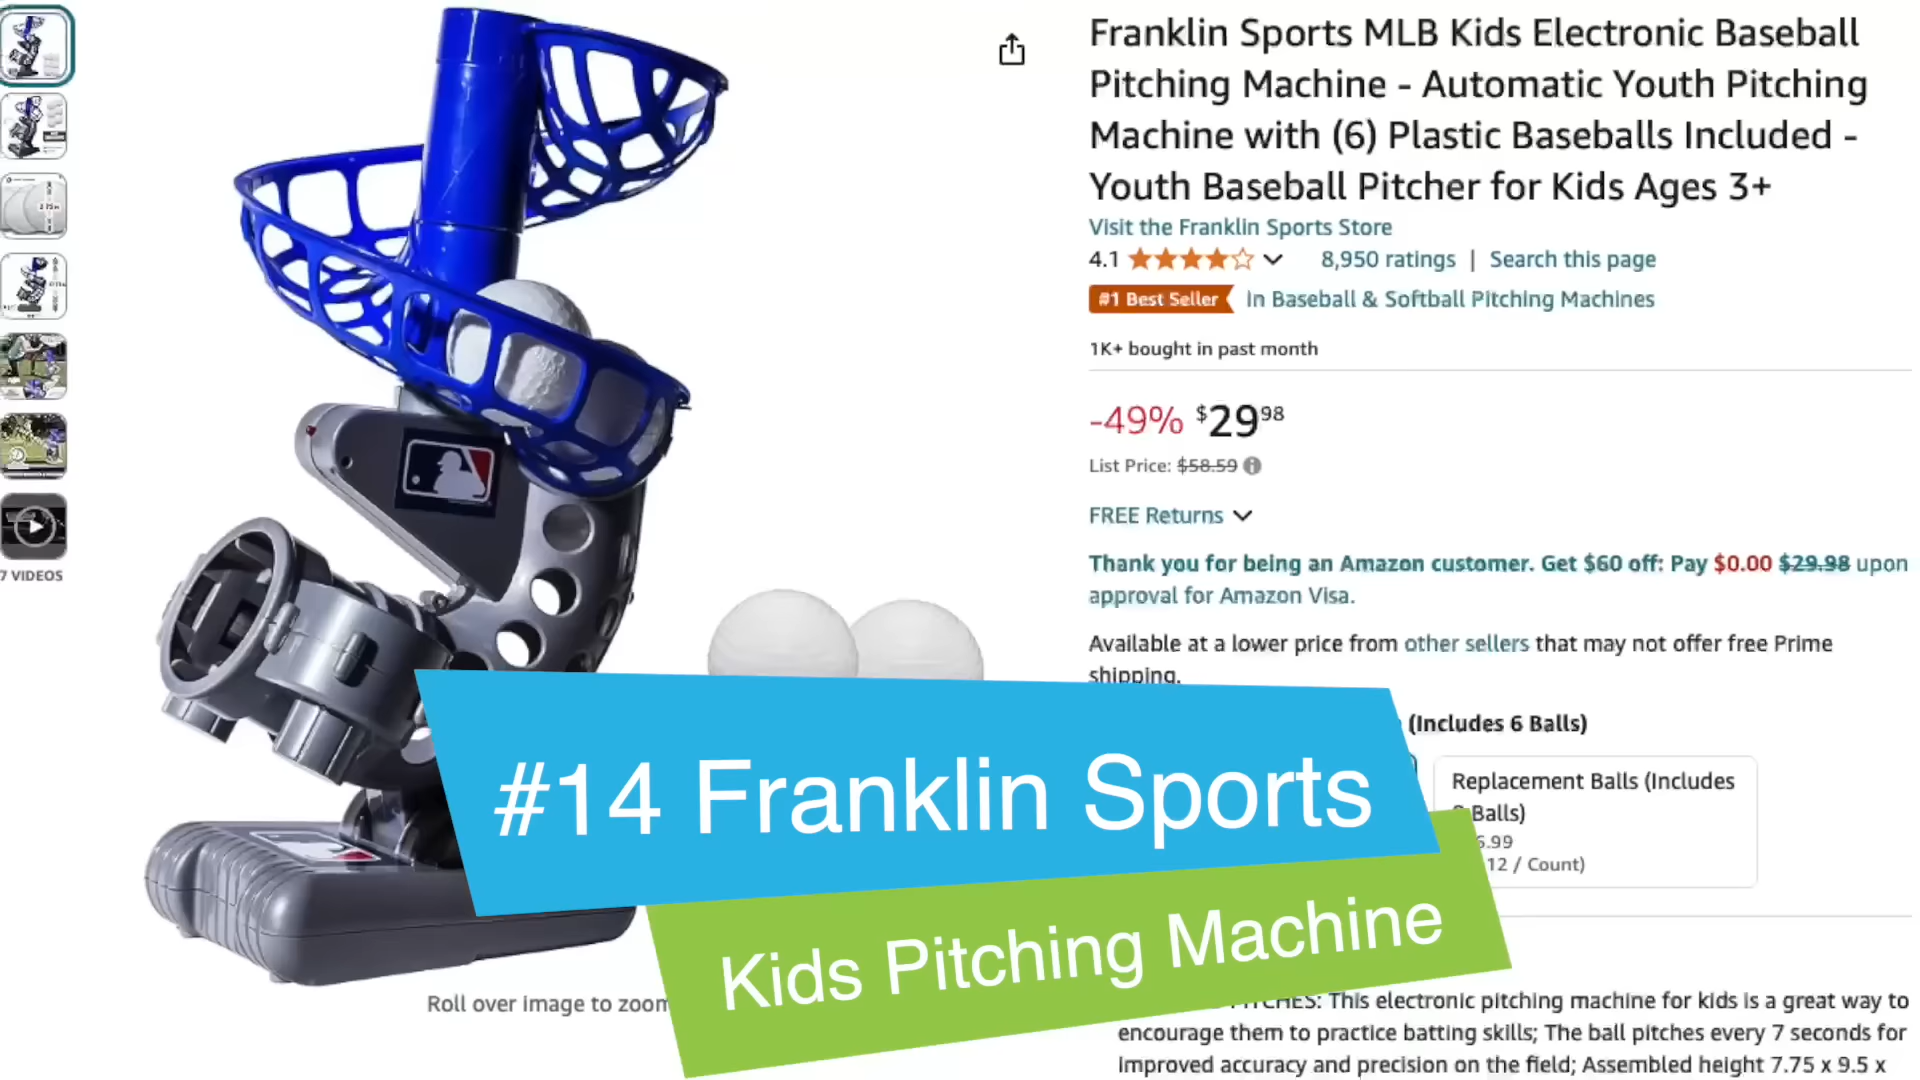 Franklin Sports MLB Kids Electronic Baseball
Pitching Machine - Automatic Youth Pitching
Machine with (6) Plastic Baseballs Included -
Youth Baseball Pitcher for Kids Ages 3+
Visit the Franklin Sports Store
4.1 8,950 ratings | Search this page
#1 Best Seller in Baseball & Softball Pitching Machines
1K+ bought in past month
-49% $29.98
List Price: $58.59
FREE Returns
Thank you for being an Amazon customer. Get $60 off: Pay $0.00 $29.98 upon
approval for Amazon Visa.
Available at a lower price from other sellers that may not offer free Prime
shipping.
(Includes 6 Balls)
Replacement Balls (Includes
Balls)
12 / Count)
7 VIDEOS
Roll over image to zoom
#14 Franklin Sports
Kids Pitching Machine
This electronic pitching machine for kids is a great way to
encourage them to practice batting skills; The ball pitches every 7 seconds for
improved accuracy and precision on the field; Assembled height 7.75 x 9.5 x